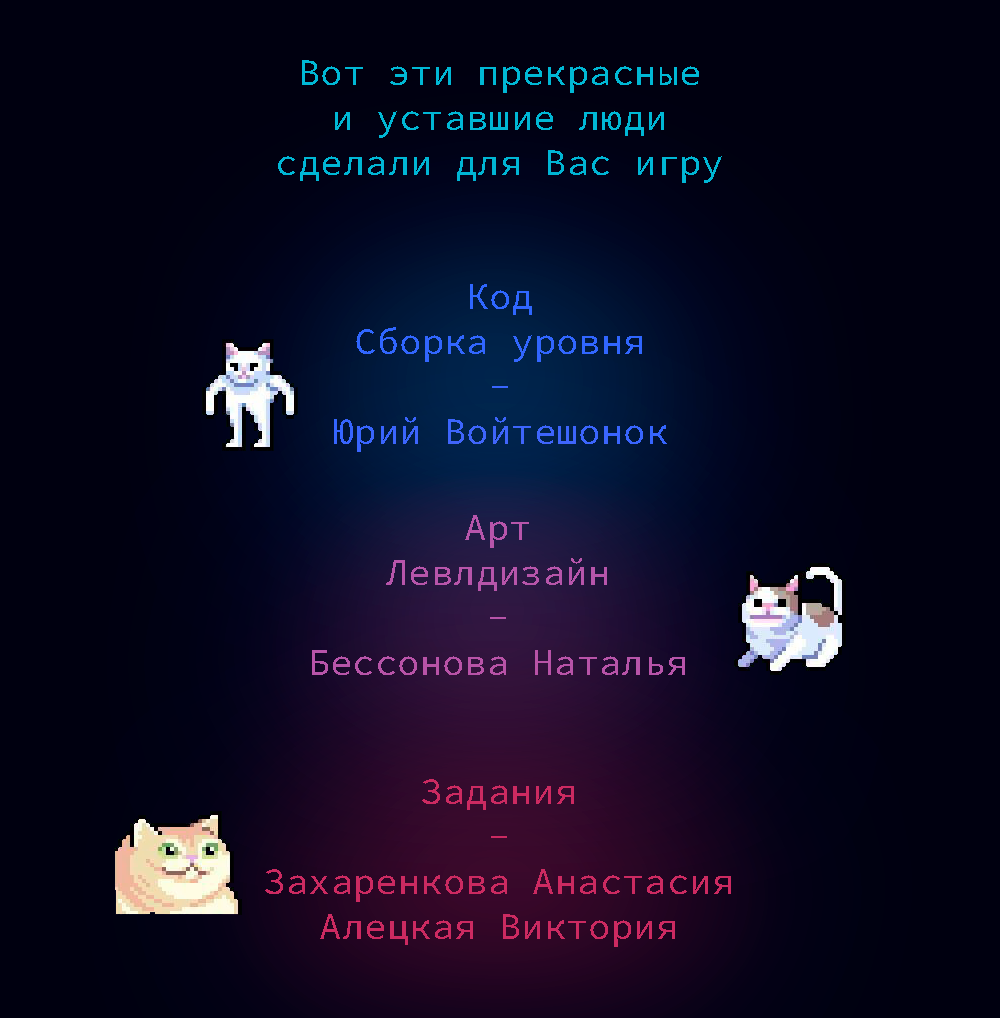 Вот эти прекрасные
и уставшие люди
сделали для Вас игру
Код
Сборка уровня
–
Юрий Войтешонок
Арт
Левлдизайн
–
Бессонова Наталья
Задания
–
Захаренкова Анастасия
Алецкая Виктория